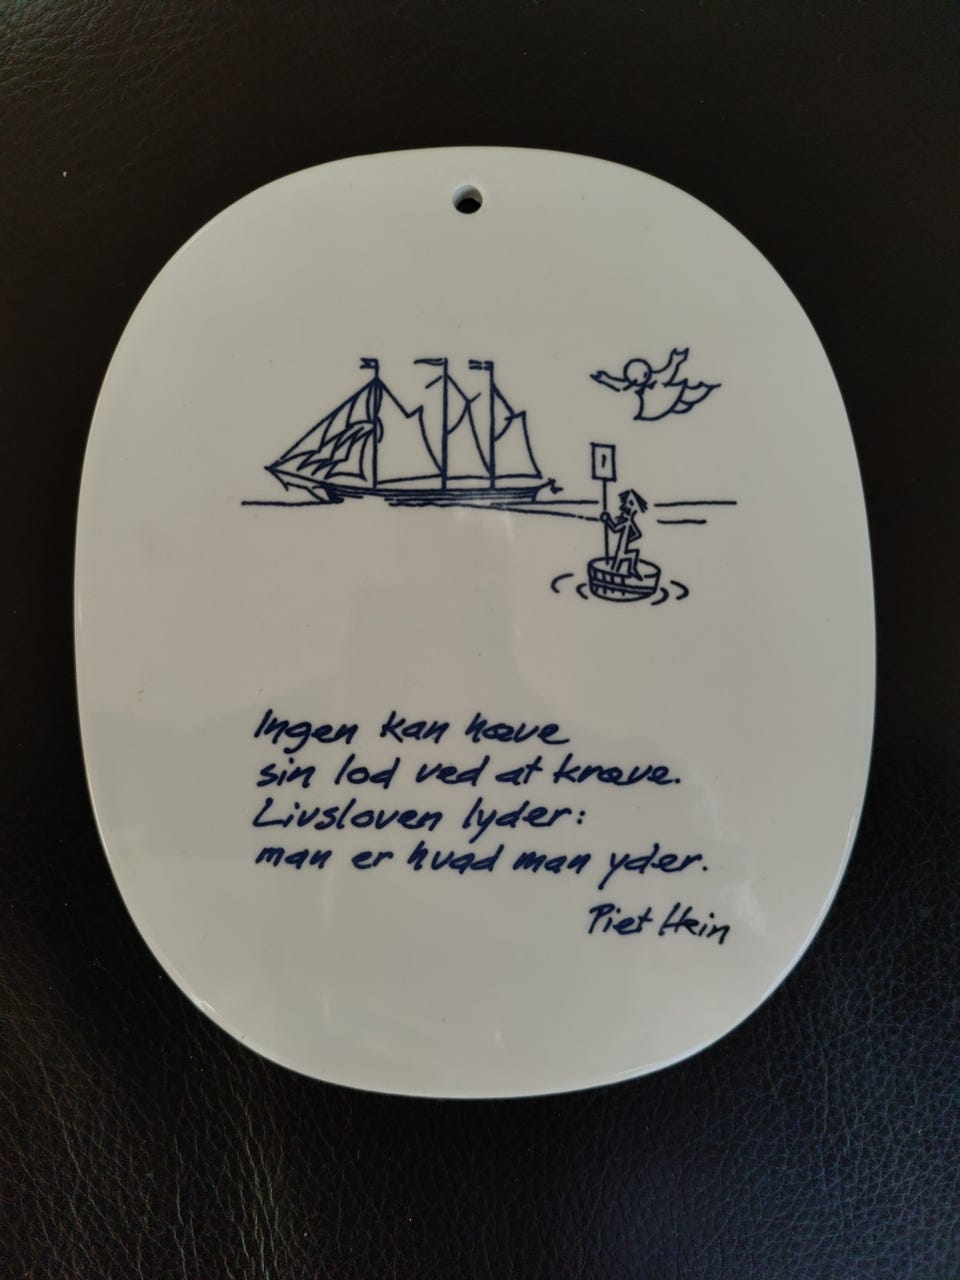 Ingen kan hæve
sin lod ved at kræve.
Livsloven lyder:
man er hvad man yder.
Piet Hein